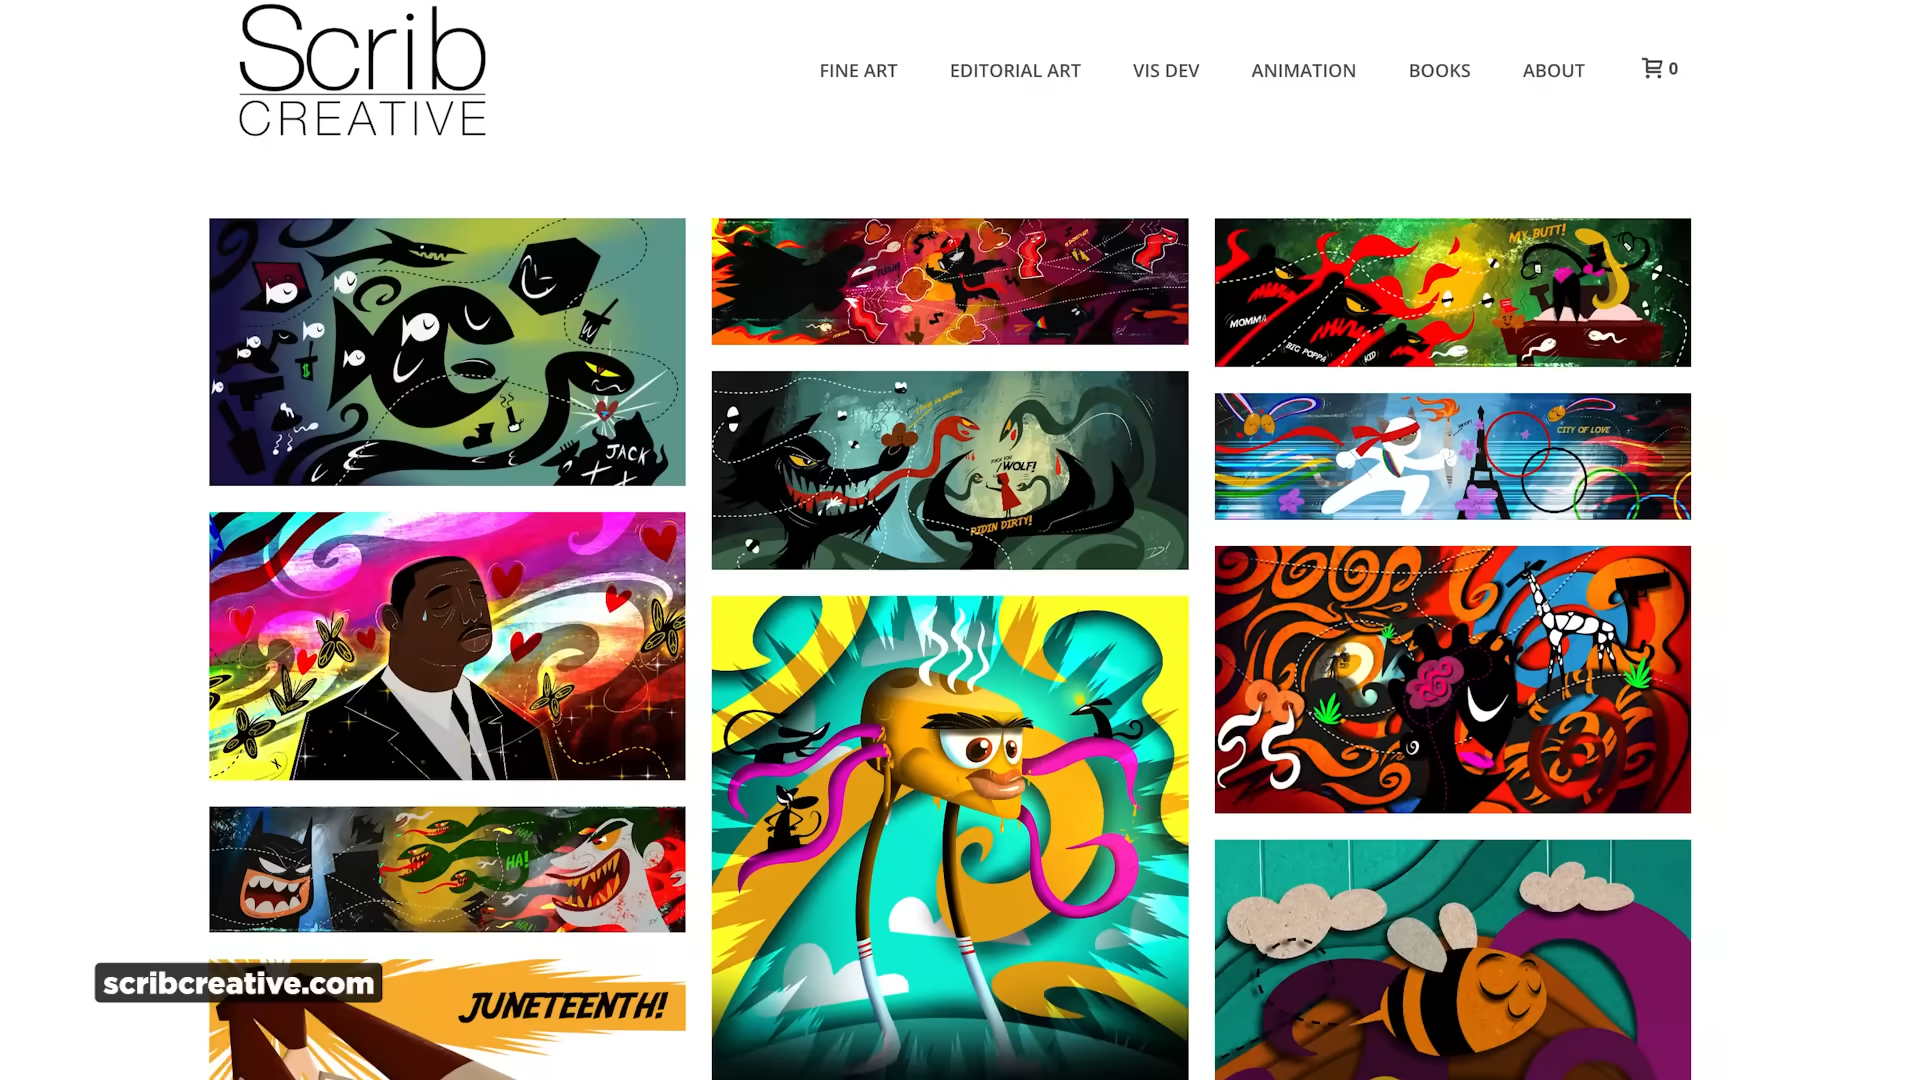 Scrib
CREATIVE
FINE ART
EDITORIAL ART
VIS DEV
ANIMATION
BOOKS
ABOUT
0
W
$
JACK
MY BUTT!
MOMMA
BIG POPPA
KID
WOLF!
RIDIN DIRTY!
CITY OF LOVE
HA!
HA!
scribcreative.com
JUNETEENTH!